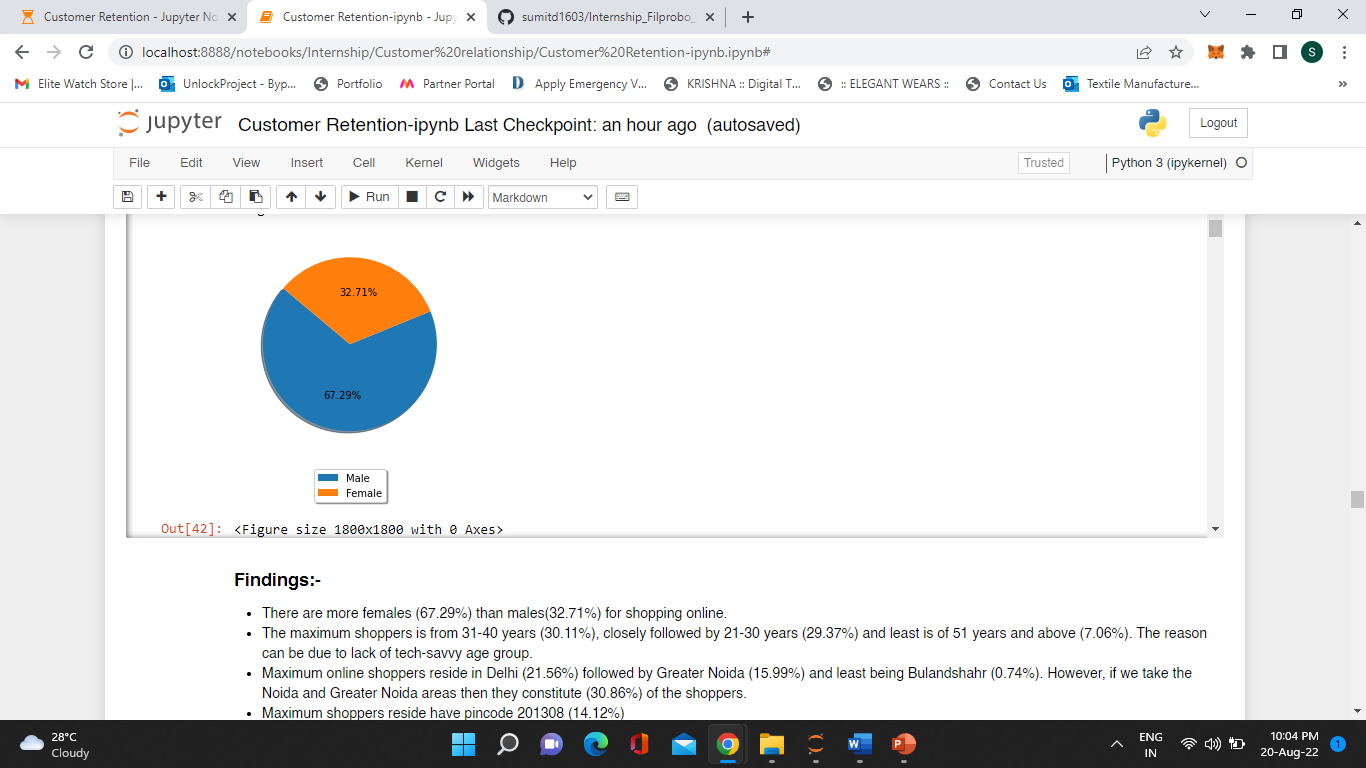 Customer Retention - Jupyter No
Customer Retention-ipynb - Jupy
sumitd1603/Internship_Filprobo_
localhost:8888/notebooks/Internship/Customer%20relationship/Customer%20Retention-ipynb.ipynb#
S
Elite Watch Store |...
UnlockProject - Byp...
Portfolio
Partner Portal
Apply Emergency V...
KRISHNA :: Digital T...
:: ELEGANT WEARS ::
Contact Us
Textile Manufacture...
»
jupyter Customer Retention-ipynb Last Checkpoint: an hour ago (autosaved)
Logout
File Edit View Insert Cell Kernel Widgets Help
Trusted
Python 3 (ipykernel)
Run
Markdown
32.71%
67.29%
Male
Female
Out[42]: <Figure size 1800x1800 with 0 Axes>
Findings:-
• There are more females (67.29%) than males(32.71%) for shopping online.
• The maximum shoppers is from 31-40 years (30.11%), closely followed by 21-30 years (29.37%) and least is of 51 years and above (7.06%). The reason
can be due to lack of tech-savvy age group.
• Maximum online shoppers reside in Delhi (21.56%) followed by Greater Noida (15.99%) and least being Bulandshahr (0.74%). However, if we take the
Noida and Greater Noida areas then they constitute (30.86%) of the shoppers.
• Maximum shoppers reside have pincode 201308 (14.12%)
28°C
Cloudy
ENG
IN
10:04 PM
20-Aug-22
1